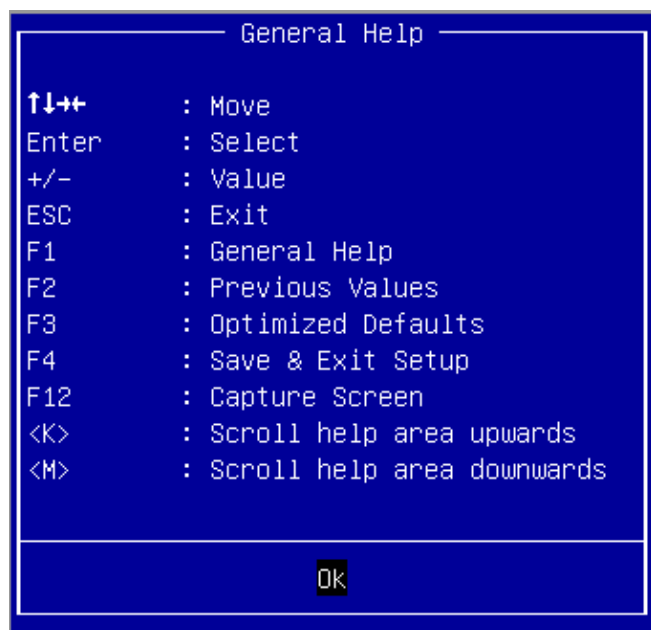 General Help
↑↓→← : Move
Enter : Select
+/- : Value
ESC : Exit
F1 : General Help
F2 : Previous Values
F3 : Optimized Defaults
F4 : Save & Exit Setup
F12 : Capture Screen
<K> : Scroll help area upwards
<M> : Scroll help area downwards
Ok